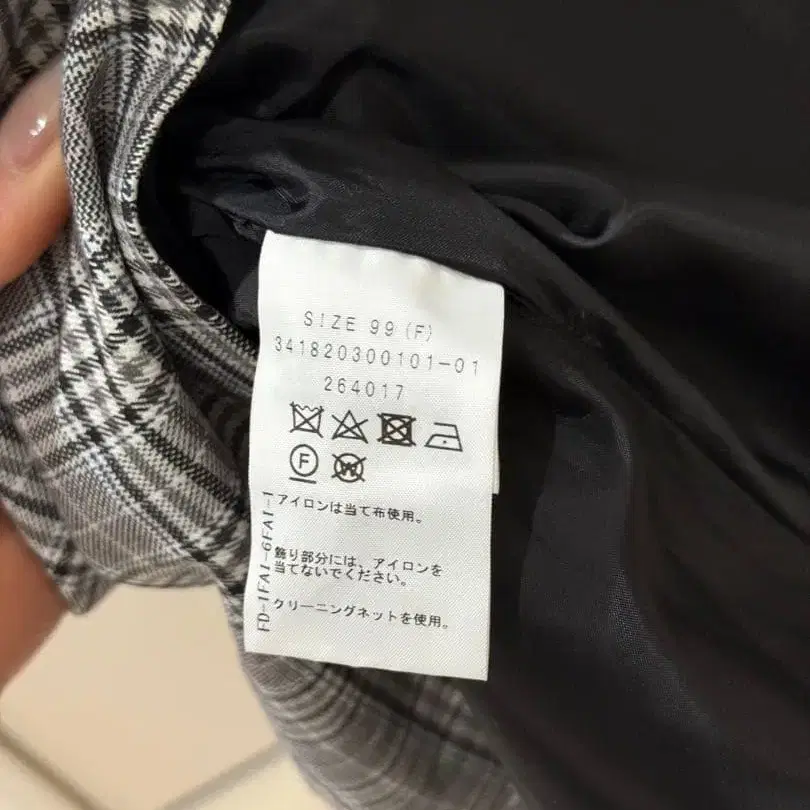 SIZE 99 (F)
341820300101-01
264017
F W
アイロンは当て布使用。
飾り部分には、アイロンを
当てないでください。
クリーニングネットを使用。
FD-1FA1-6FA1-1